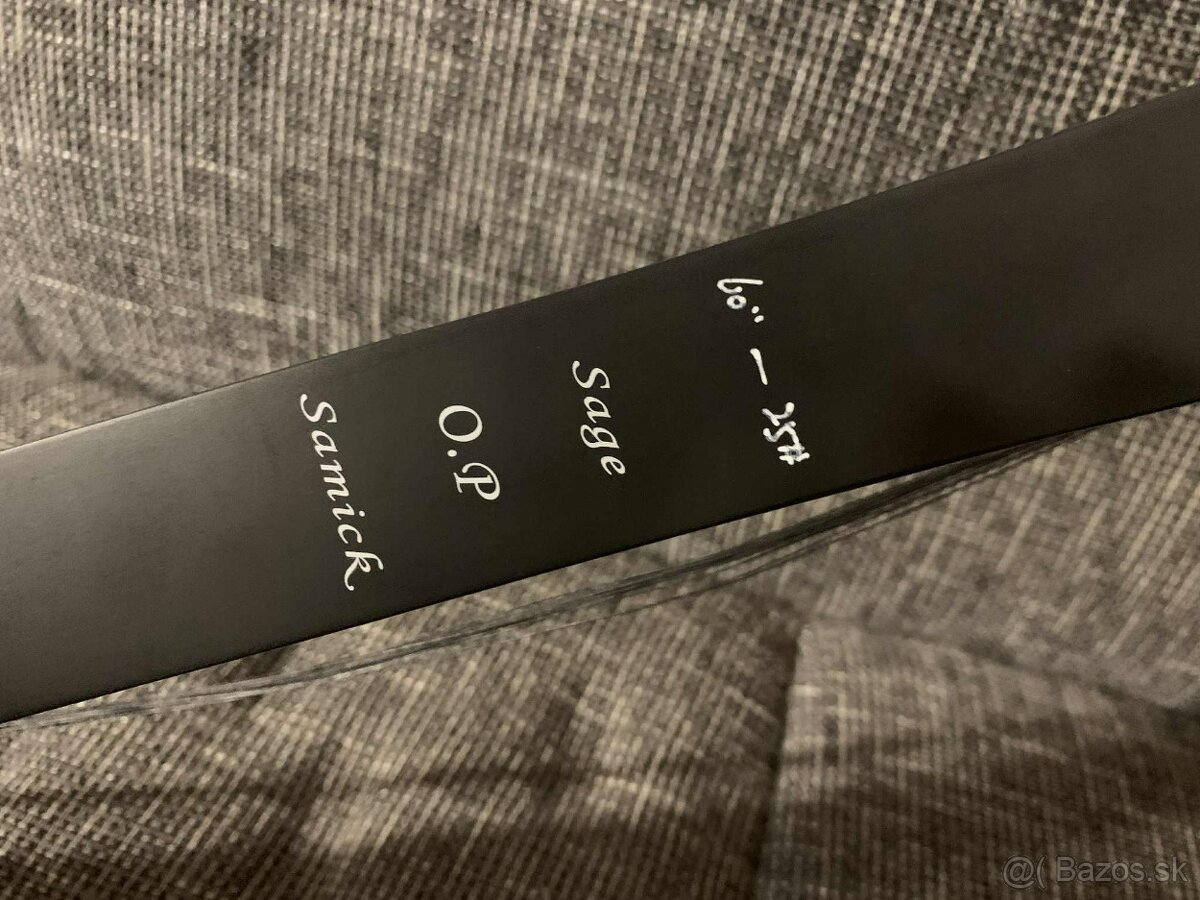 Samick
O.P
Sage
60" — 25#
@( Bazos.sk